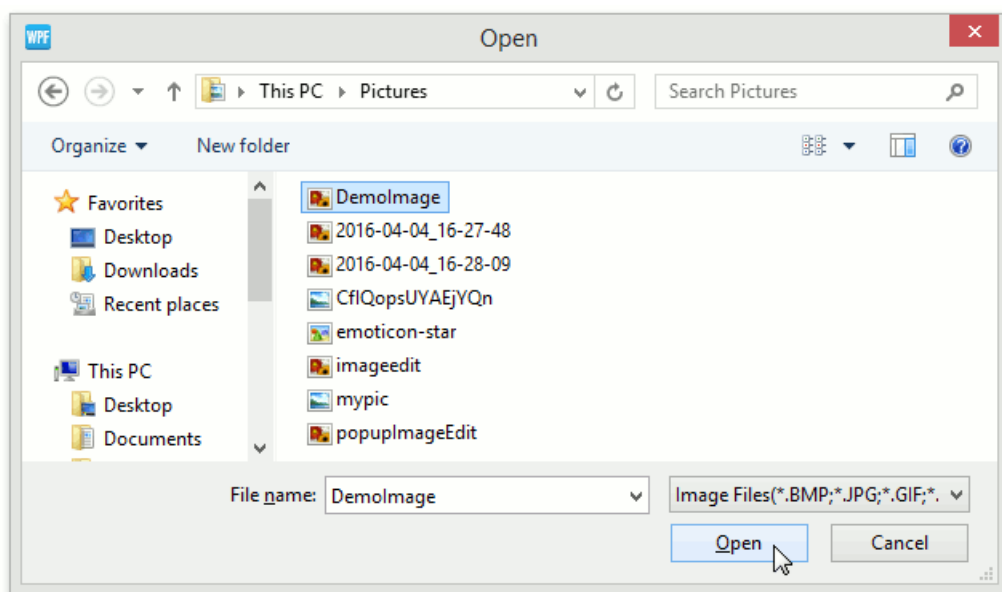 WPF
Open
This PC Pictures
Search Pictures
Organize
New folder
Favorites
Desktop
Downloads
Recent places
This PC
Desktop
Documents
DemoImage
2016-04-04_16-27-48
2016-04-04_16-28-09
CfIQopsUYAEjYQn
emoticon-star
imageedit
mypic
popupImageEdit
File name: DemoImage
Image Files(*.BMP;*.JPG;*.GIF;*.
Open
Cancel